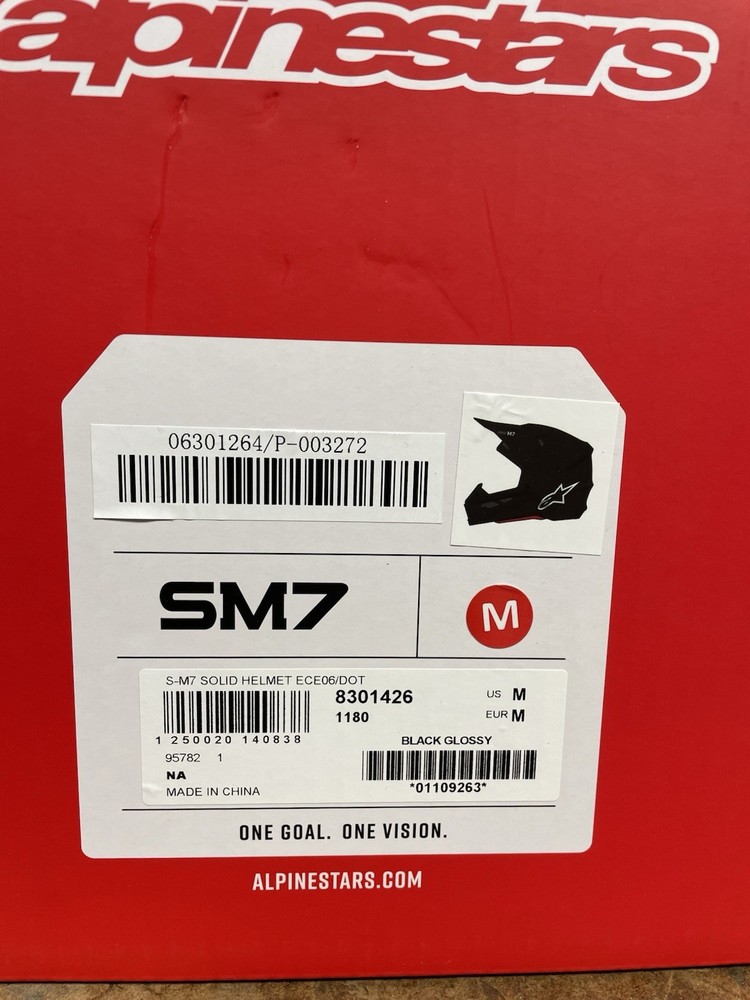 alpinestars
06301264/P-003272
M7
SM7
M
S-M7 SOLID HELMET ECE06/DOT
8301426
US M
1180
EUR M
1 250020 140838
BLACK GLOSSY
95782 1
NA
*01109263*
MADE IN CHINA
ONE GOAL. ONE VISION.
ALPINESTARS.COM